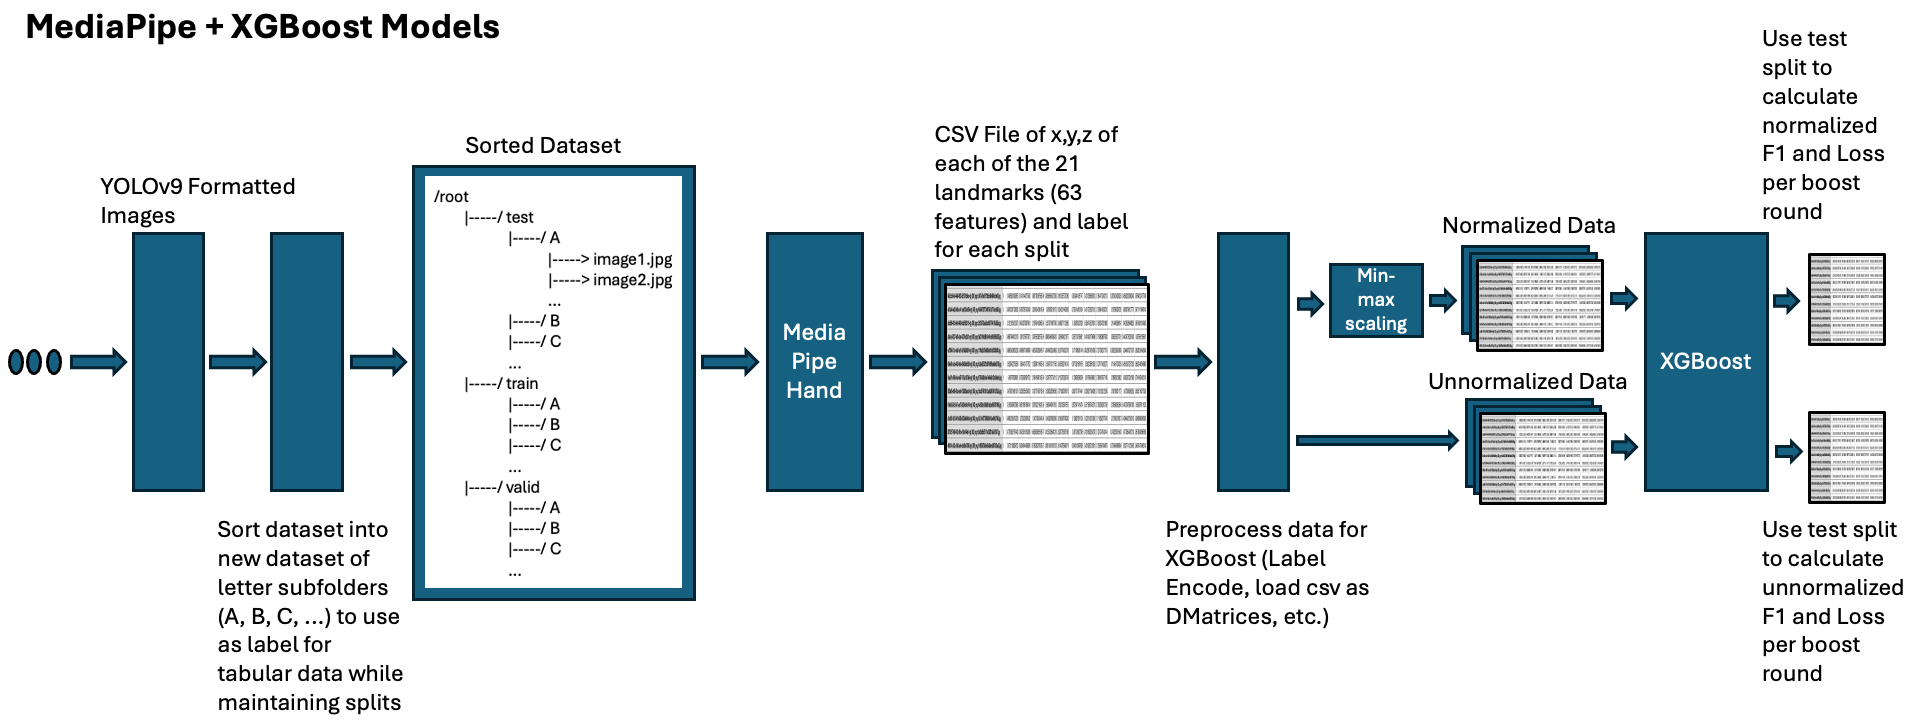 MediaPipe + XGBoost Models
YOLOv9 Formatted
Images
Sort dataset into
new dataset of
letter subfolders
(A, B, C, ...) to use
as label for
tabular data while
maintaining splits
Sorted Dataset
/root
|-----/ test
|-----/ A
|-----> image1.jpg
|-----> image2.jpg
...
|-----/ B
|-----/ C
...
|-----/ train
|-----/ A
|-----/ B
|-----/ C
...
|-----/ valid
|-----/ A
|-----/ B
|-----/ C
...
Media
Pipe
Hand
CSV File of x,y,z of
each of the 21
landmarks (63
features) and label
for each split
Preprocess data for
XGBoost (Label
Encode, load csv as
DMatrices, etc.)
Min-
max
scaling
Normalized Data
Unnormalized Data
XGBoost
Use test
split to
calculate
normalized
F1 and Loss
per boost
round
Use test split
to calculate
unnormalized
F1 and Loss
per boost
round